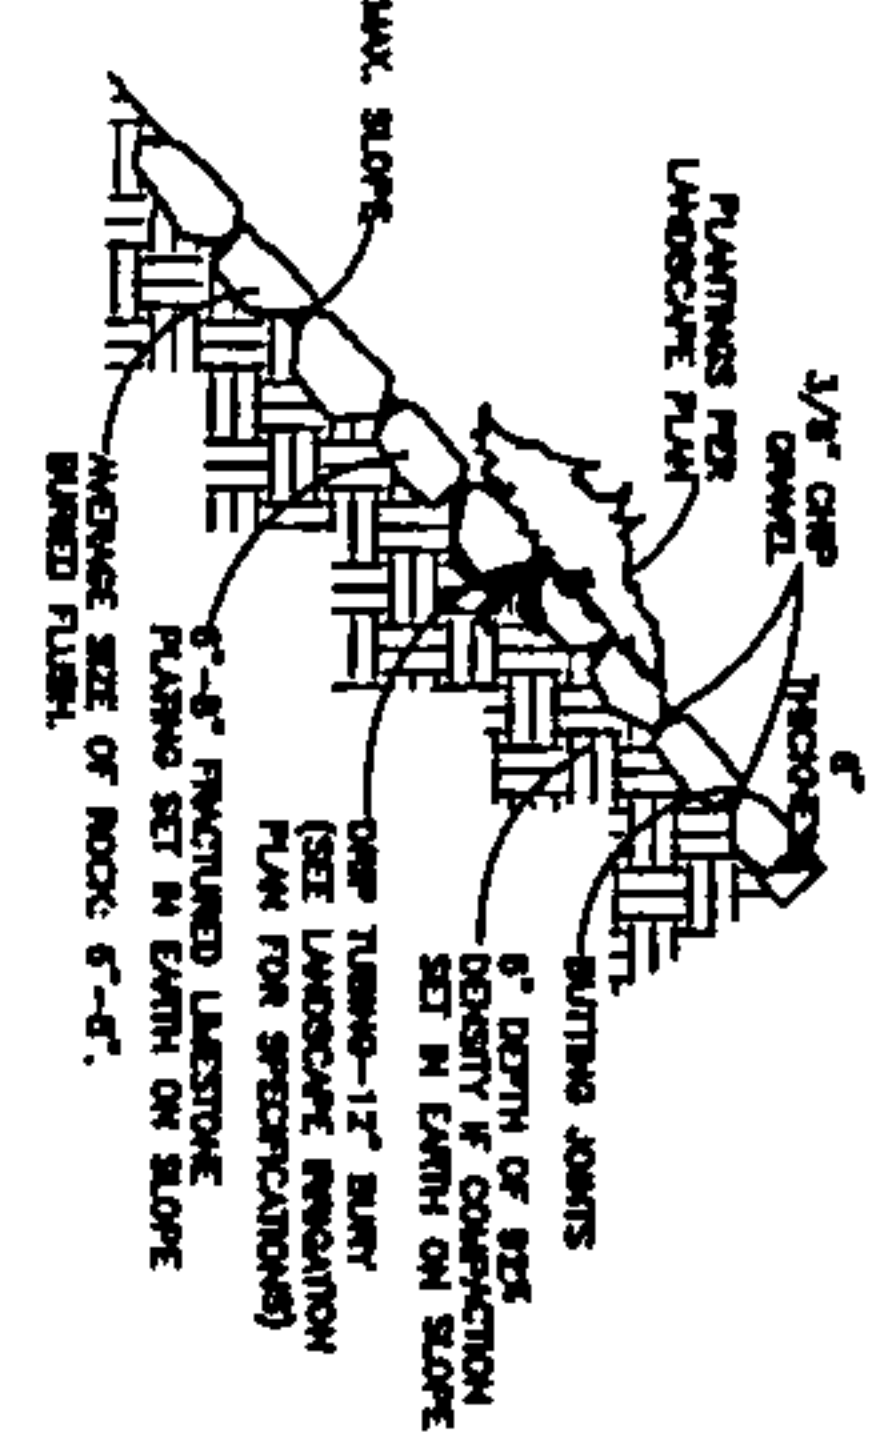 MAX. SLOPE
PLANTINGS PER
LANDSCAPE PLAN
3/8" CHIP
GRAVEL
6"
BUTTING JOINTS
6" DEPTH OF SIZE
DENSITY IF COMPACTION
SET IN EARTH ON SLOPE
DRIP TUBING-12" BURY
(SEE LANDSCAPE IRRIGATION
PLAN FOR SPECIFICATIONS)
6"-8" FRACTURED LIMESTONE
PLATING SET IN EARTH ON SLOPE
AVERAGE SIZE OF ROCK: 6"-8".
BURIED FLUSH.